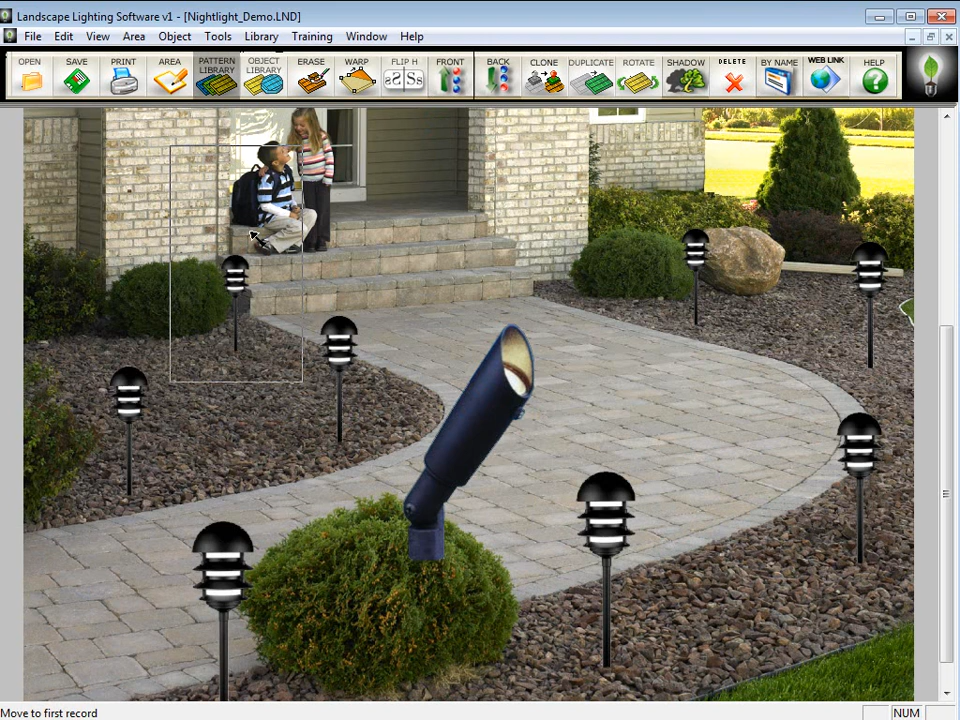 Landscape Lighting Software v1 - [Nightlight_Demo.LND]
File Edit View Area Object Tools Library Training Window Help
OPEN SAVE PRINT AREA PATTERN LIBRARY OBJECT LIBRARY ERASE WARP FLIP H FRONT BACK CLONE DUPLICATE ROTATE SHADOW DELETE BY NAME WEB LINK HELP
Move to first record NUM